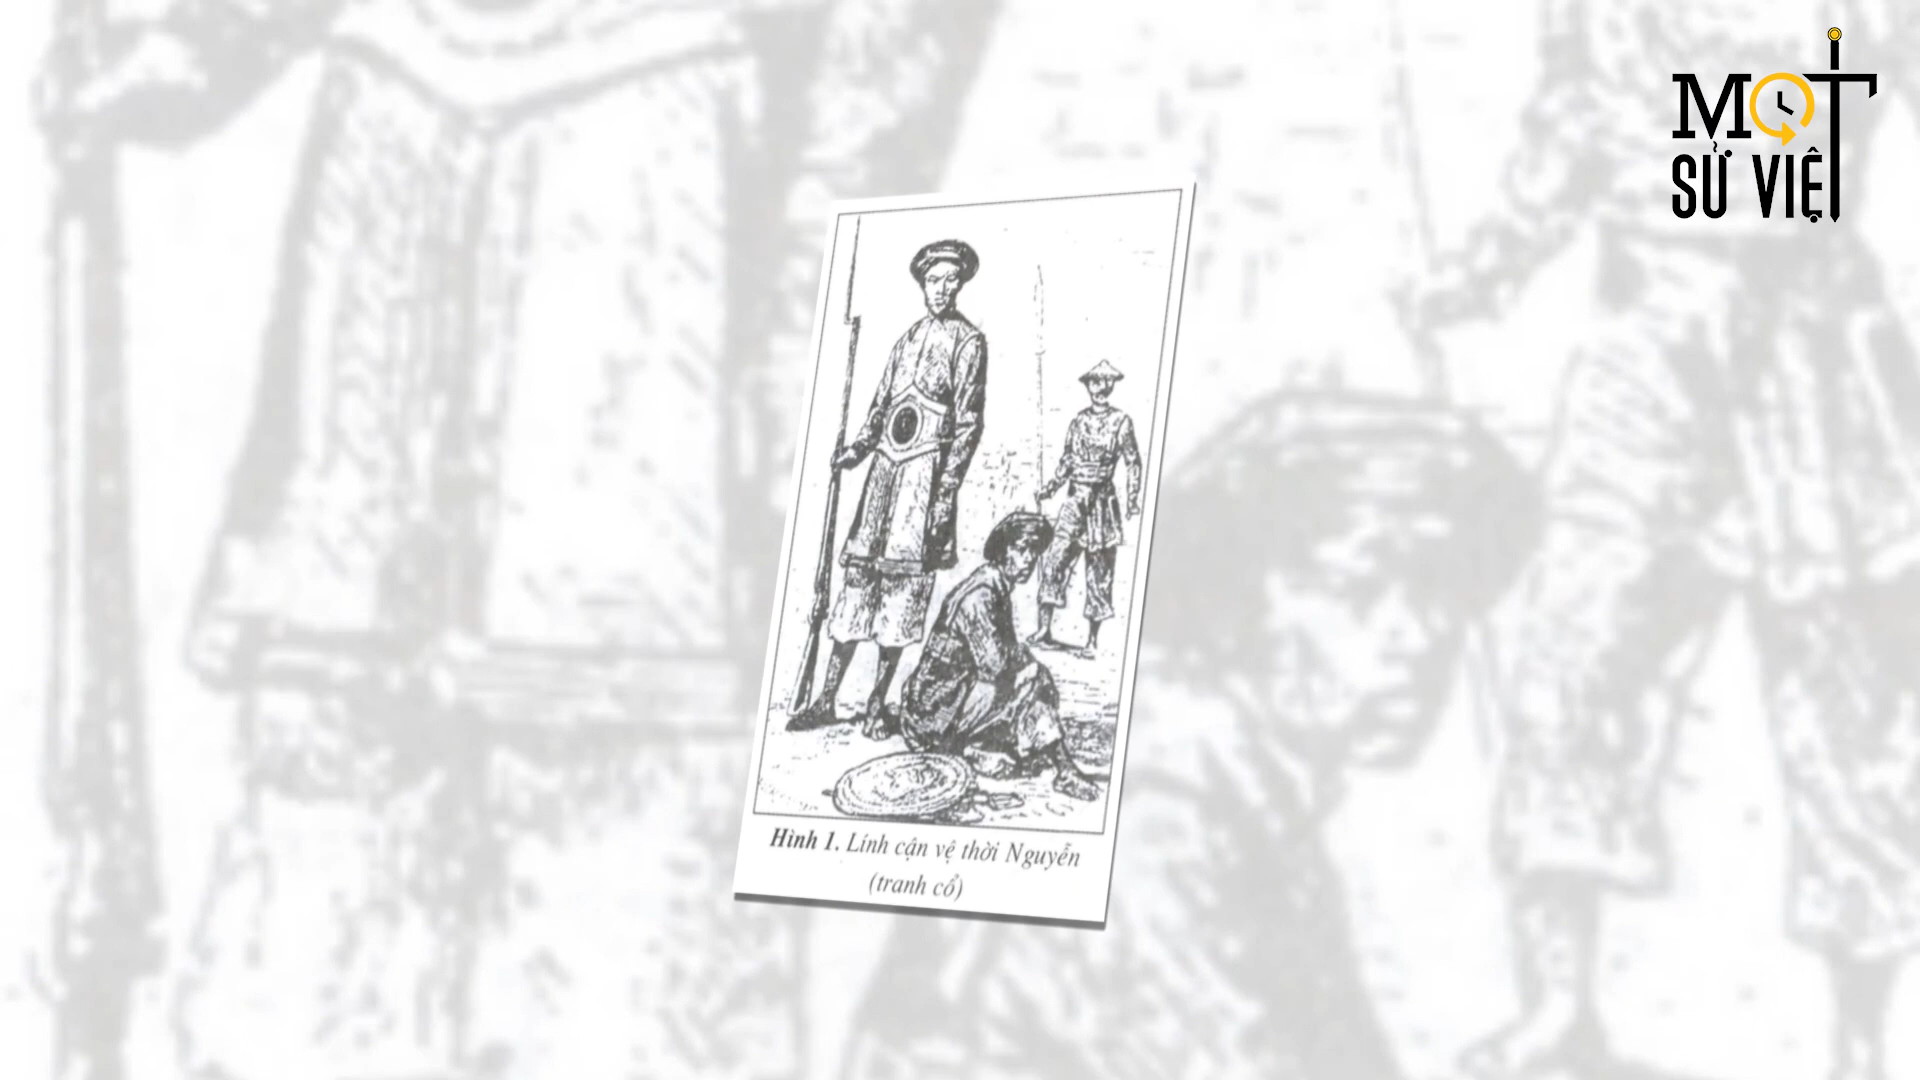 MỘT
SỬ VIỆT
Hình 1. Lính cận vệ thời Nguyễn
(tranh cổ)